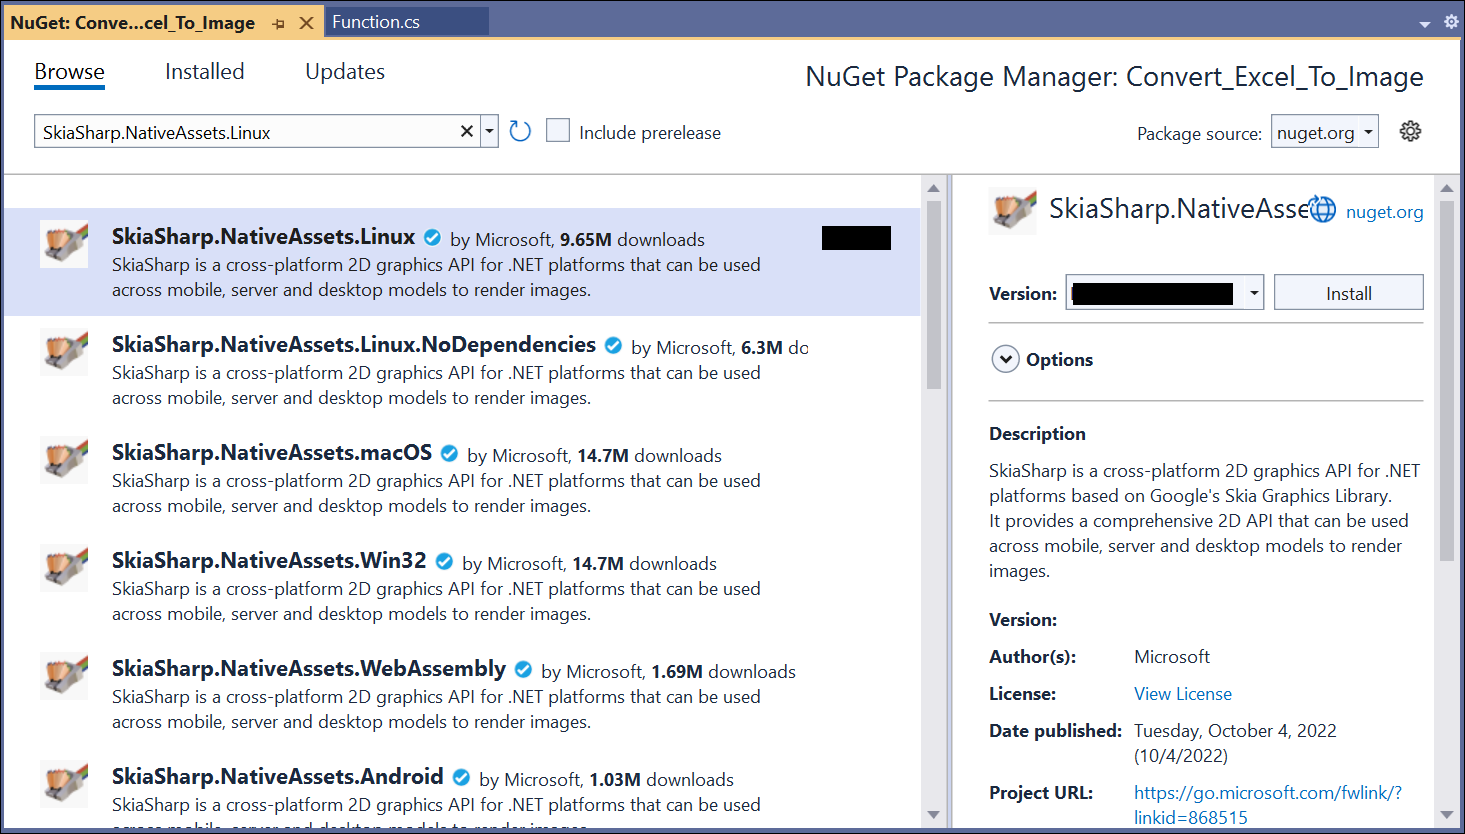 NuGet: Conve...cel_To_Image
Function.cs
Browse
Installed
Updates
NuGet Package Manager: Convert_Excel_To_Image
SkiaSharp.NativeAssets.Linux
Include prerelease
Package source:
nuget.org
SkiaSharp.NativeAssets.Linux by Microsoft, 9.65M downloads
SkiaSharp is a cross-platform 2D graphics API for .NET platforms that can be used
across mobile, server and desktop models to render images.
SkiaSharp.NativeAssets.Linux.NoDependencies by Microsoft, 6.3M dc
SkiaSharp is a cross-platform 2D graphics API for .NET platforms that can be used
across mobile, server and desktop models to render images.
SkiaSharp.NativeAssets.macOS by Microsoft, 14.7M downloads
SkiaSharp is a cross-platform 2D graphics API for .NET platforms that can be used
across mobile, server and desktop models to render images.
SkiaSharp.NativeAssets.Win32 by Microsoft, 14.7M downloads
SkiaSharp is a cross-platform 2D graphics API for .NET platforms that can be used
across mobile, server and desktop models to render images.
SkiaSharp.NativeAssets.WebAssembly by Microsoft, 1.69M downloads
SkiaSharp is a cross-platform 2D graphics API for .NET platforms that can be used
across mobile, server and desktop models to render images.
SkiaSharp.NativeAssets.Android by Microsoft, 1.03M downloads
SkiaSharp is a cross-platform 2D graphics API for .NET platforms that can be used
SkiaSharp.NativeAsse
nuget.org
Version:
Install
Options
Description
SkiaSharp is a cross-platform 2D graphics API for .NET
platforms based on Google's Skia Graphics Library.
It provides a comprehensive 2D API that can be used
across mobile, server and desktop models to render
images.
Version:
Author(s): Microsoft
License: View License
Date published: Tuesday, October 4, 2022
(10/4/2022)
Project URL: https://go.microsoft.com/fwlink/?
linkid=868515